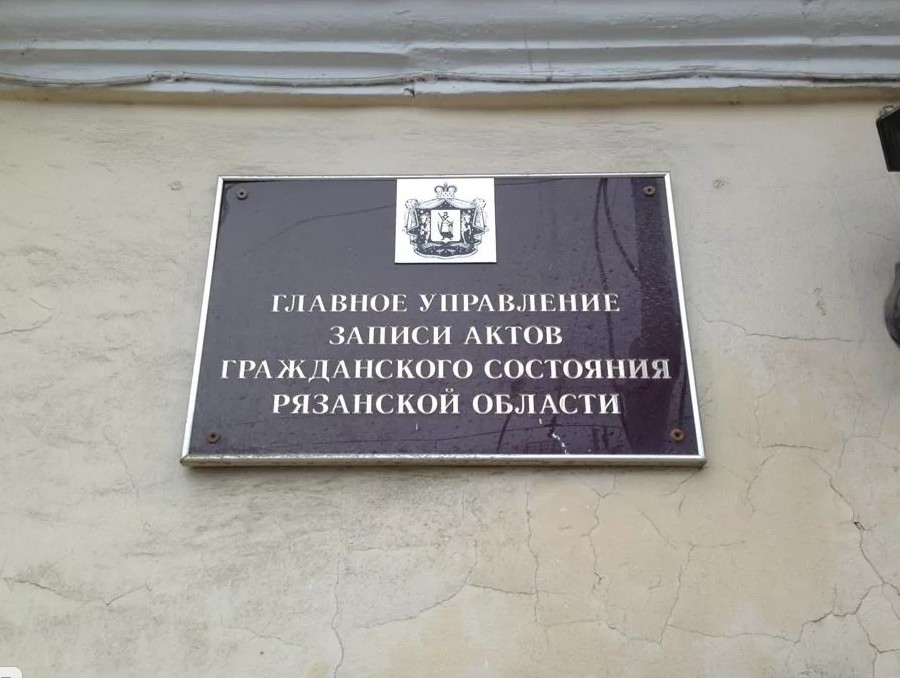 ГЛАВНОЕ УПРАВЛЕНИЕ
ЗАПИСИ АКТОВ
ГРАЖДАНСКОГО СОСТОЯНИЯ
РЯЗАНСКОЙ ОБЛАСТИ